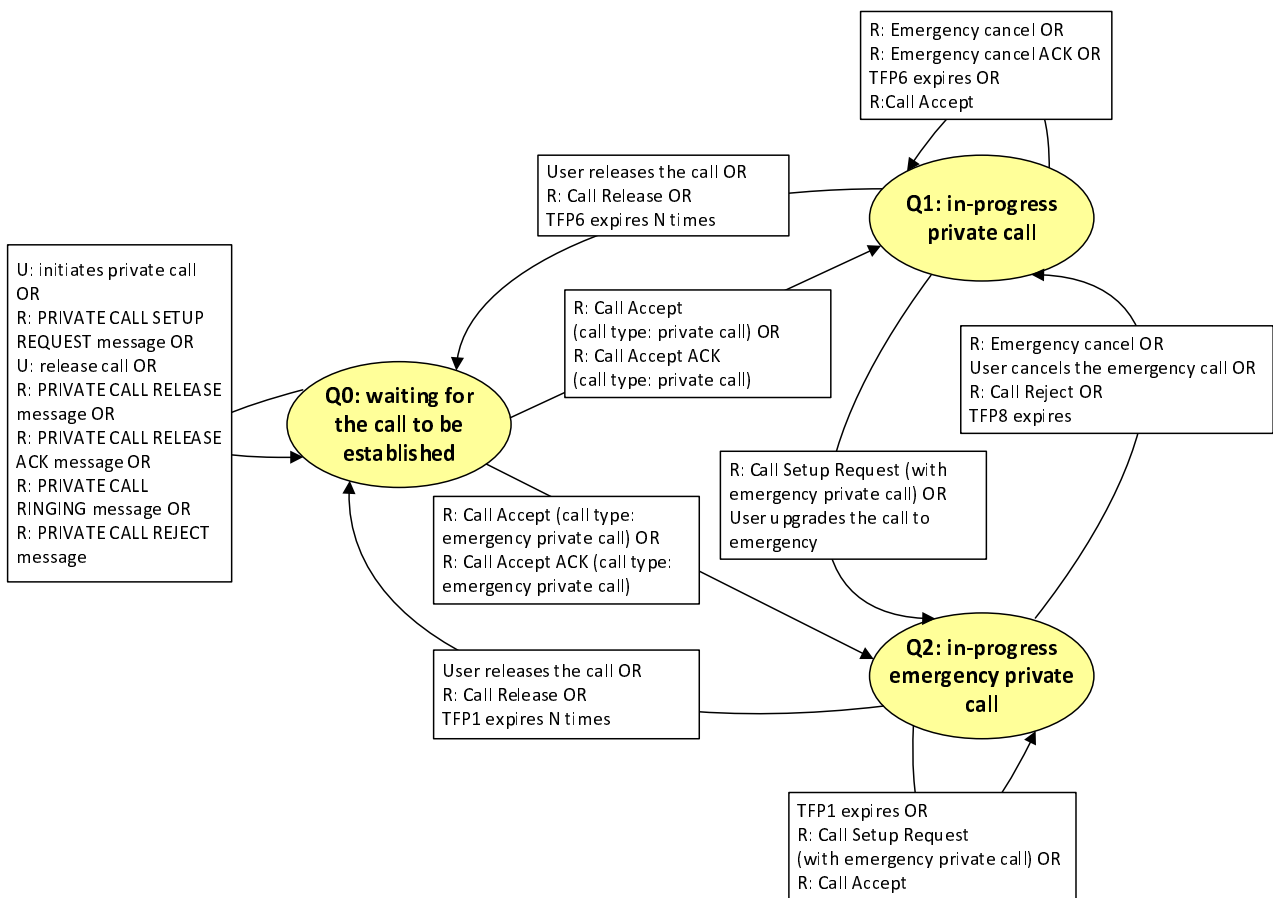 R: Emergency cancel OR
R: Emergency cancel ACK OR
TFP6 expires OR
R:Call Accept
User releases the call OR
R: Call Release OR
TFP6 expires N times
Q1: in-progress
private call
U: initiates private call
OR
R: PRIVATE CALL SETUP
REQUEST message OR
U: release call OR
R: PRIVATE CALL RELEASE
message OR
R: PRIVATE CALL RELEASE
ACK message OR
R: PRIVATE CALL
RINGING message OR
R: PRIVATE CALL REJECT
message
R: Call Accept
(call type: private call) OR
R: Call Accept ACK
(call type: private call)
R: Emergency cancel OR
User cancels the emergency call OR
R: Call Reject OR
TFP8 expires
Q0: waiting for
the call to be
established
R: Call Setup Request (with
emergency private call) OR
User upgrades the call to
emergency
R: Call Accept (call type:
emergency private call) OR
R: Call Accept ACK (call type:
emergency private call)
Q2: in-progress
emergency private
call
User releases the call OR
R: Call Release OR
TFP1 expires N times
TFP1 expires OR
R: Call Setup Request
(with emergency private call) OR
R: Call Accept